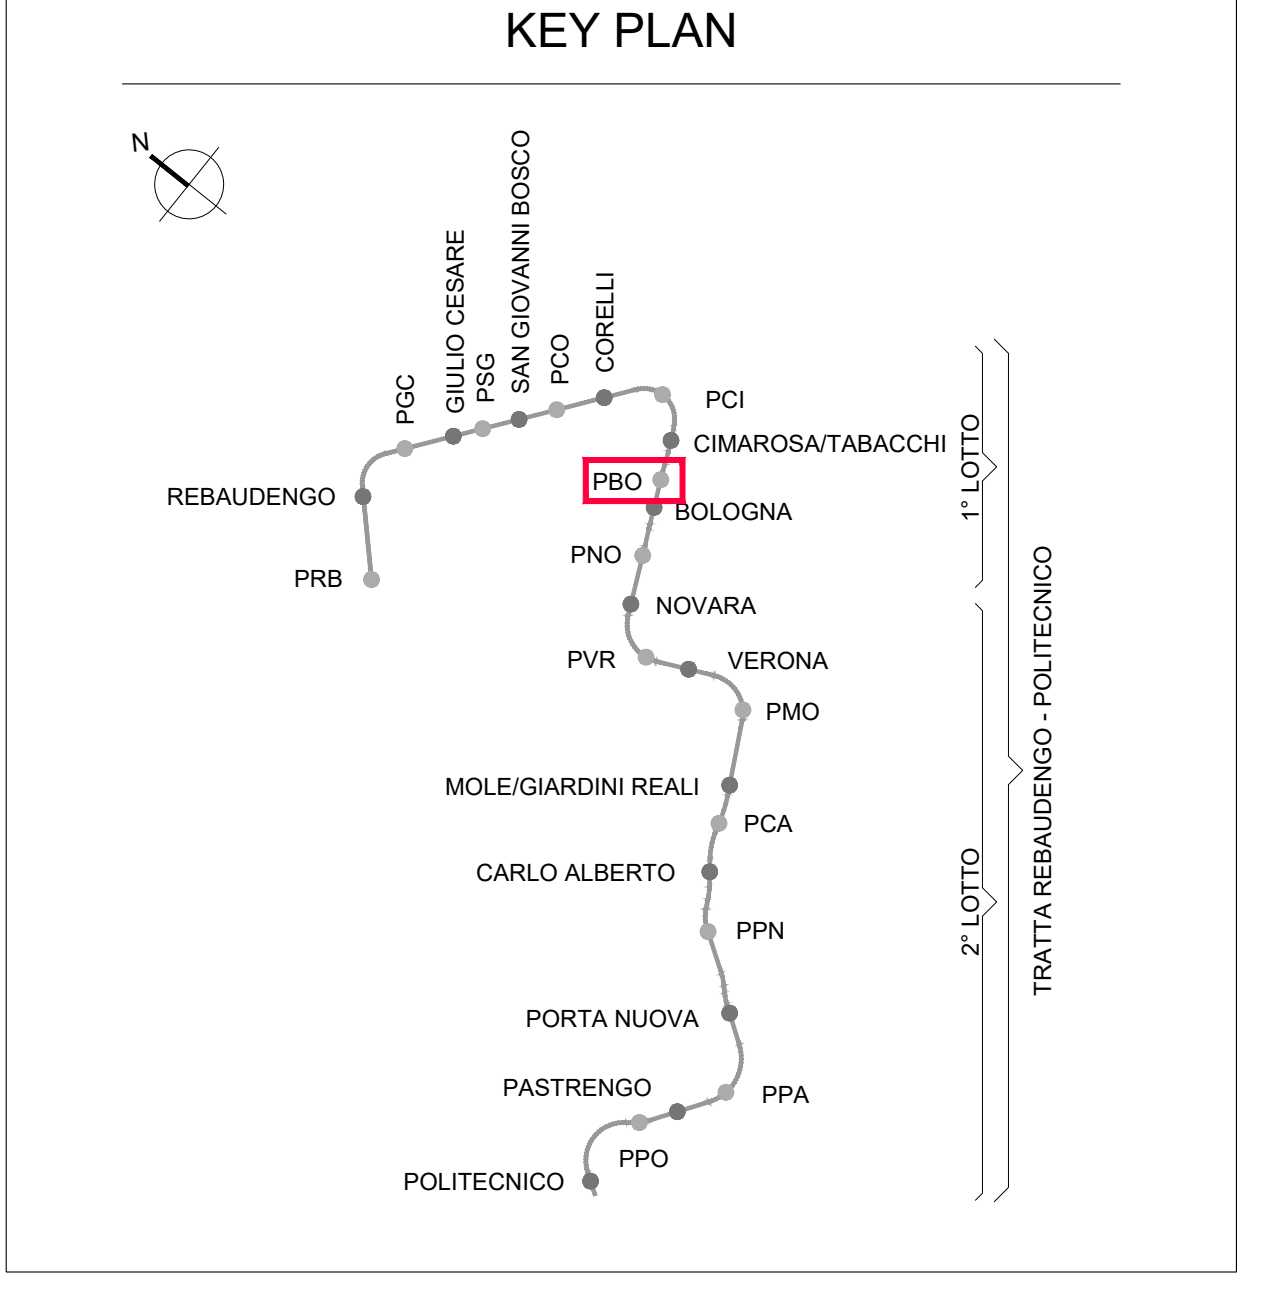 KEY PLAN
N
PGC
GIULIO CESARE
PSG
SAN GIOVANNI BOSCO
PCO
CORELLI
PCI
CIMAROSA/TABACCHI
PBO
REBAUDENGO
BOLOGNA
PNO
PRB
NOVARA
PVR
VERONA
PMO
MOLE/GIARDINI REALI
PCA
CARLO ALBERTO
PPN
PORTA NUOVA
PASTRENGO
PPA
PPO
POLITECNICO
1° LOTTO
2° LOTTO
TRATTA REBAUDENGO - POLITECNICO